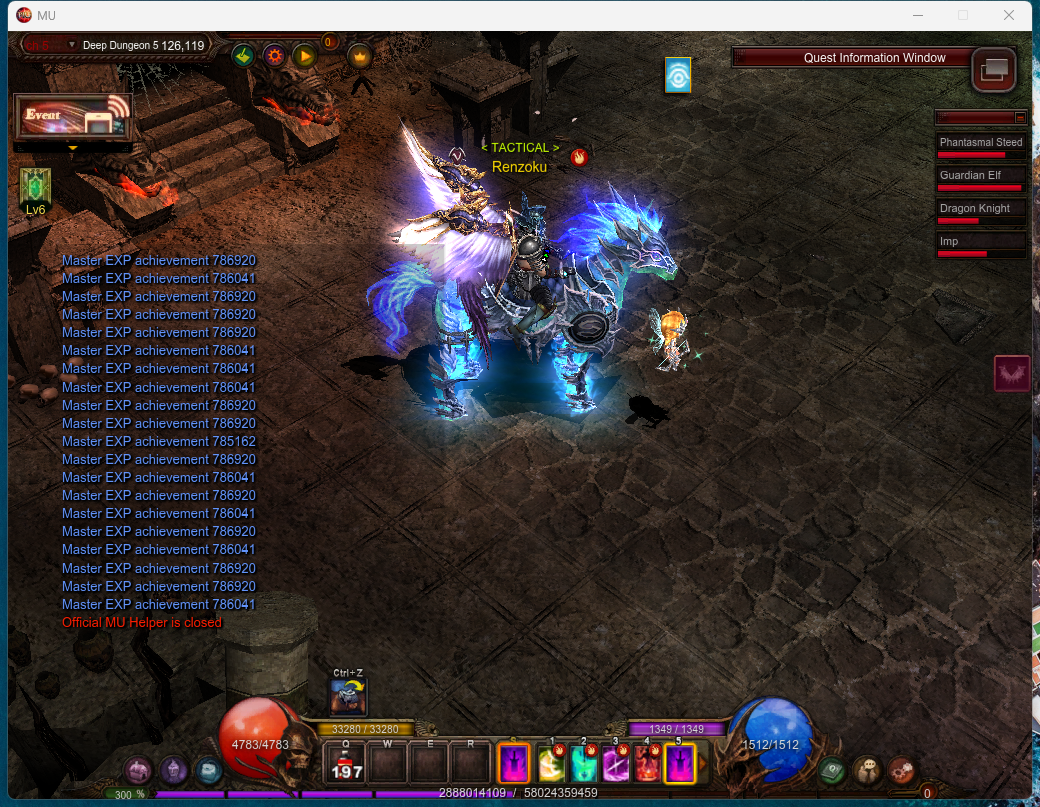 MU
Deep Dungeon 5 126,119
0
Quest Information Window
Event
Lv6
< TACTICAL >
Renzoku
Phantasmal Steed
Guardian Elf
Dragon Knight
Imp
Master EXP achievement 786920
Master EXP achievement 786041
Master EXP achievement 786920
Master EXP achievement 786920
Master EXP achievement 786920
Master EXP achievement 786041
Master EXP achievement 786041
Master EXP achievement 786041
Master EXP achievement 786920
Master EXP achievement 786920
Master EXP achievement 785162
Master EXP achievement 786920
Master EXP achievement 786041
Master EXP achievement 786920
Master EXP achievement 786041
Master EXP achievement 786920
Master EXP achievement 786041
Master EXP achievement 786920
Master EXP achievement 786920
Master EXP achievement 786041
Official MU Helper is closed
Ctrl+Z
33280 / 33280
1349 / 1349
4783/4783
Q W E R 1 2 3 4 5
197
1512/1512
300 %
2886014109 / 58024359459
0